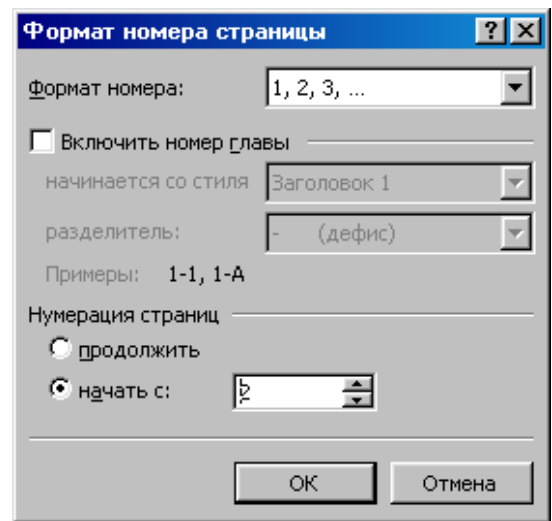 Формат номера страницы
Формат номера: 1, 2, 3, ...
Включить номер главы
начинается со стиля Заголовок 1
разделитель: - (дефис)
Примеры: 1-1, 1-A
Нумерация страниц
продолжить
начать с:
ОК Отмена